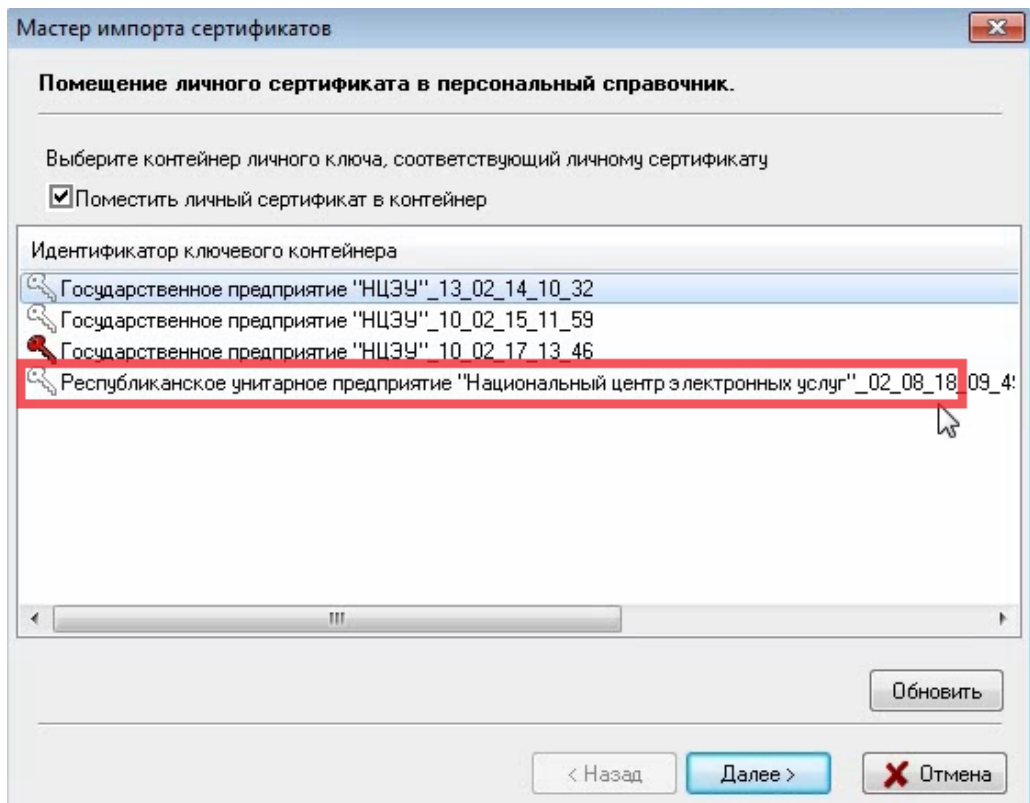 Мастер импорта сертификатов
Помещение личного сертификата в персональный справочник.
Выберите контейнер личного ключа, соответствующий личному сертификату
Поместить личный сертификат в контейнер
Идентификатор ключевого контейнера
Государственное предприятие "НЦЭУ"_13_02_14_10_32
Государственное предприятие "НЦЭУ"_10_02_15_11_59
Государственное предприятие "НЦЭУ"_10_02_17_13_46
Республиканское унитарное предприятие "Национальный центр электронных услуг"_02_08_18_09_4
Обновить
< Назад
Далее >
Отмена